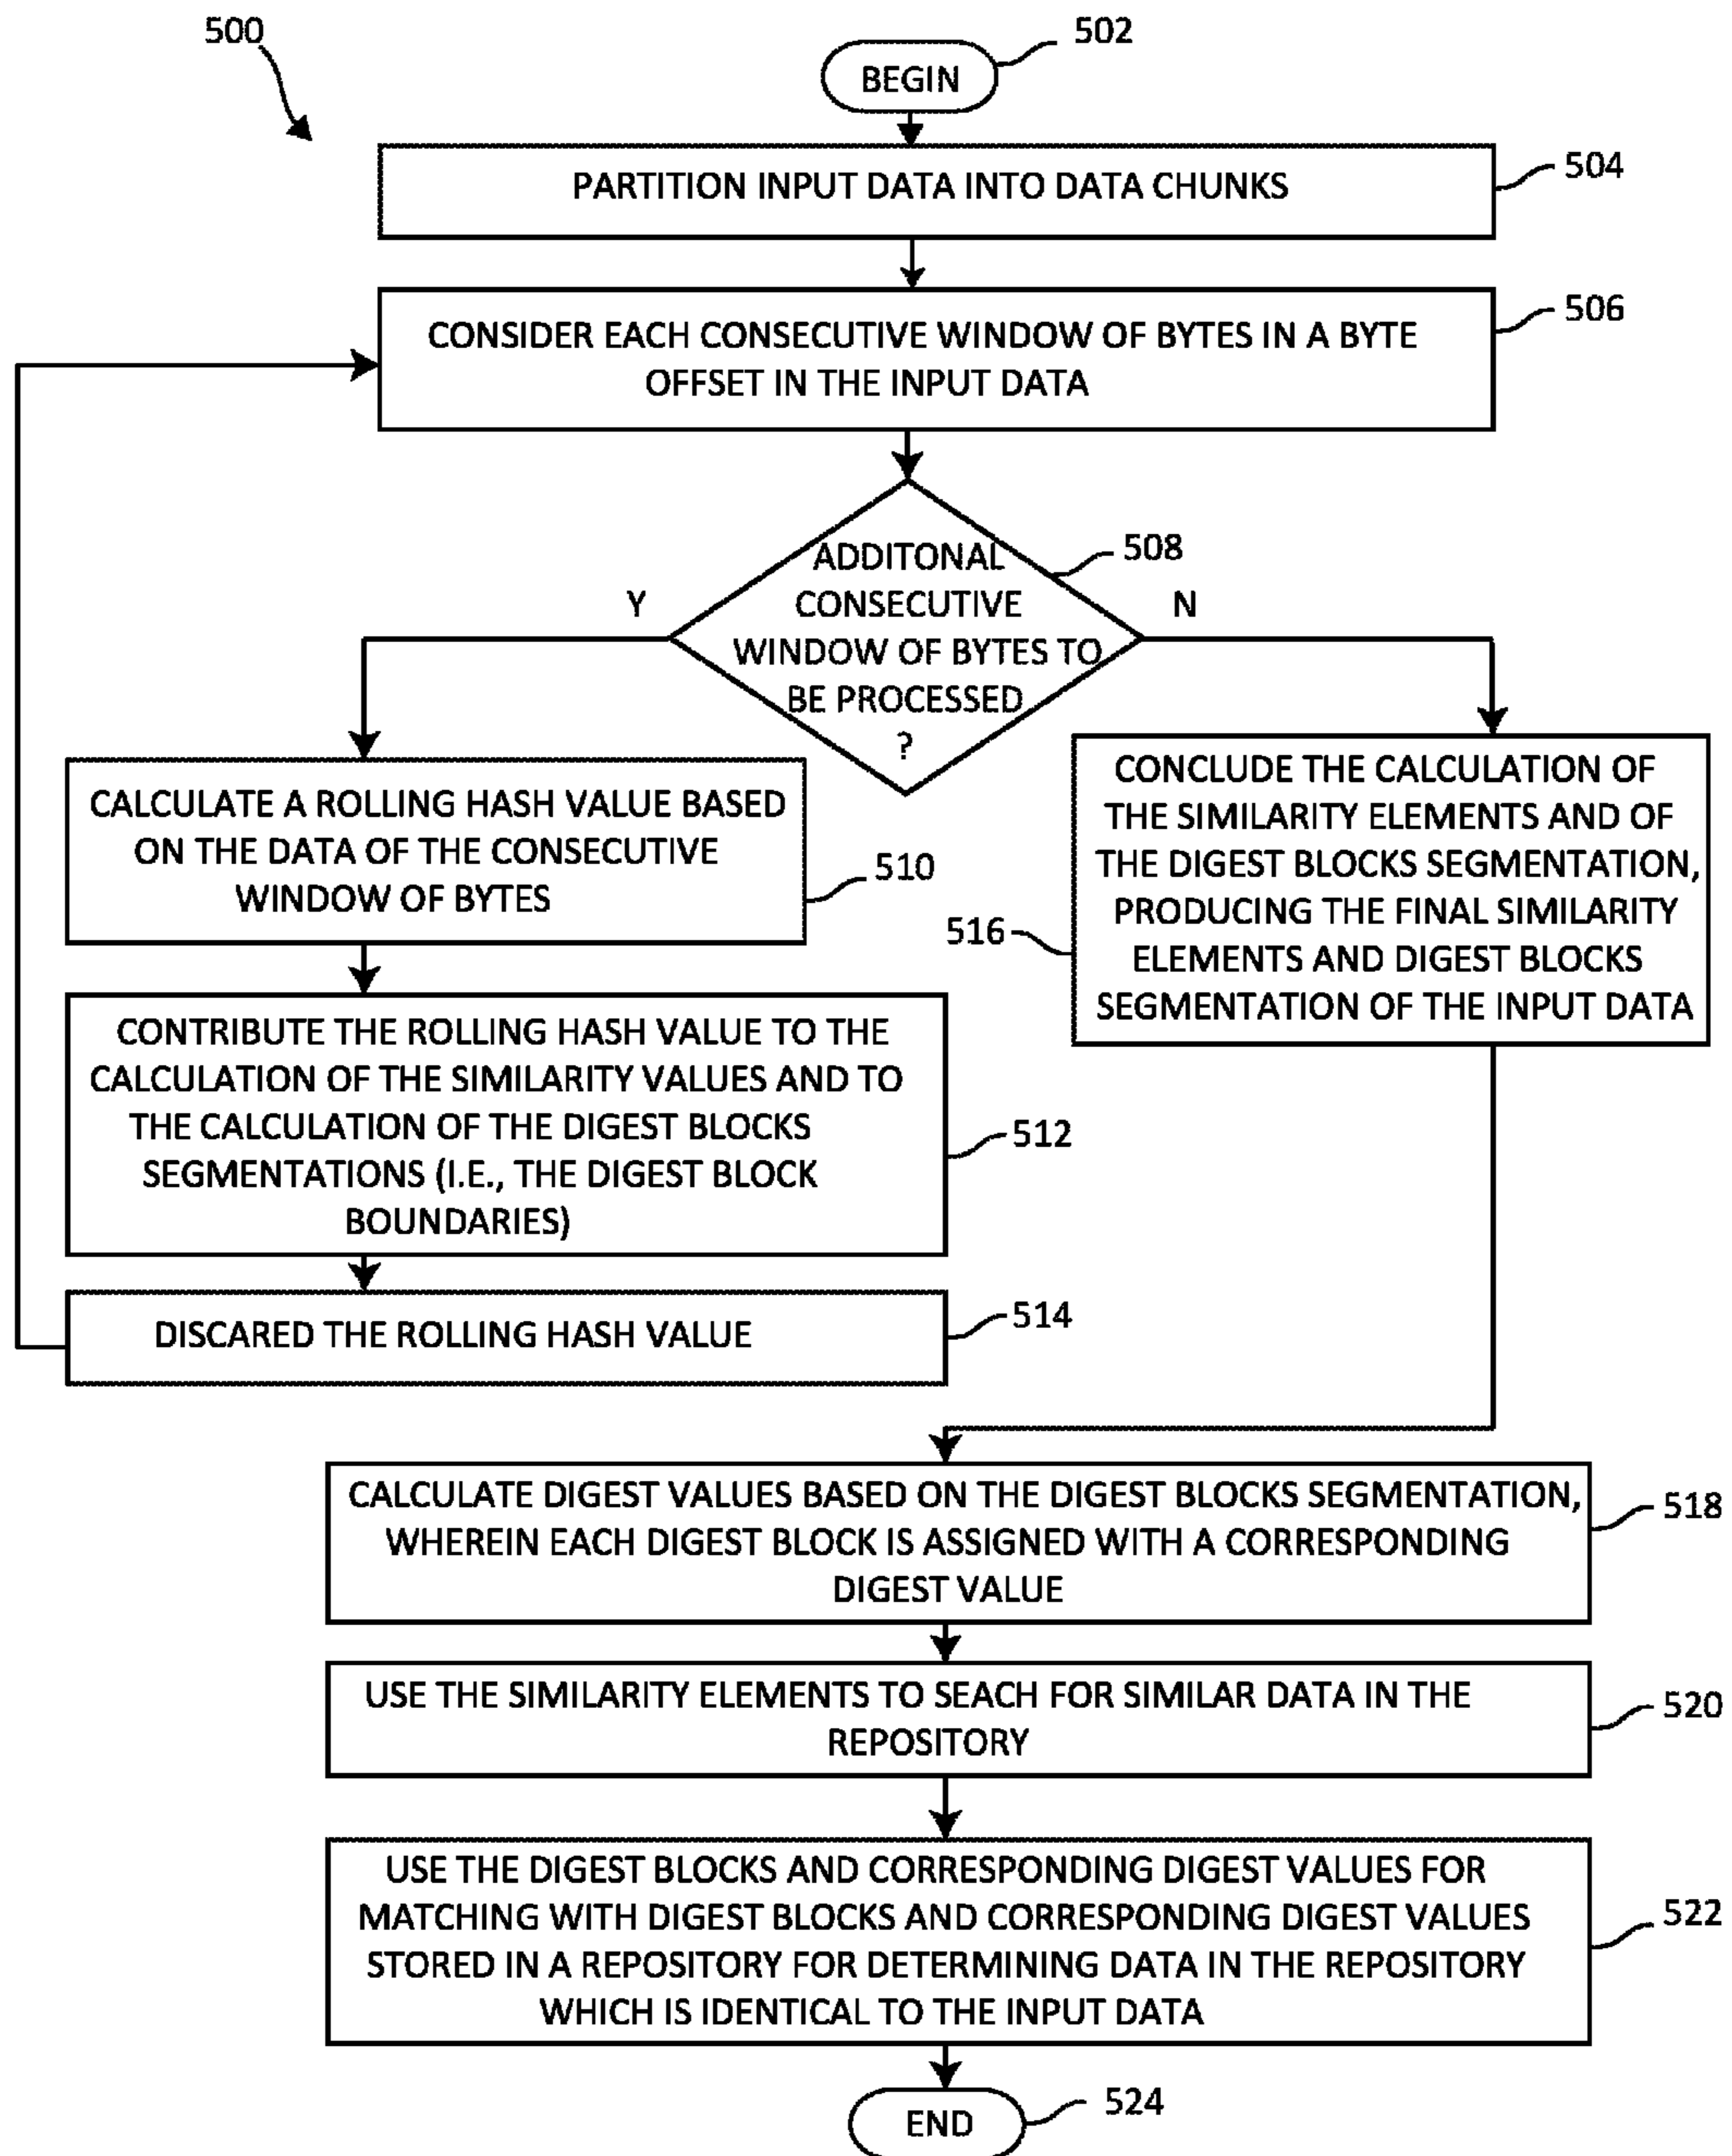 500
502
BEGIN
PARTITION INPUT DATA INTO DATA CHUNKS
504
CONSIDER EACH CONSECUTIVE WINDOW OF BYTES IN A BYTE
OFFSET IN THE INPUT DATA
506
ADDITONAL
CONSECUTIVE
WINDOW OF BYTES TO
BE PROCESSED
?
508
Y
N
CALCULATE A ROLLING HASH VALUE BASED
ON THE DATA OF THE CONSECUTIVE
WINDOW OF BYTES
510
CONTRIBUTE THE ROLLING HASH VALUE TO THE
CALCULATION OF THE SIMILARITY VALUES AND TO
THE CALCULATION OF THE DIGEST BLOCKS
SEGMENTATIONS (I.E., THE DIGEST BLOCK
BOUNDARIES)
512
DISCARED THE ROLLING HASH VALUE
514
CONCLUDE THE CALCULATION OF
THE SIMILARITY ELEMENTS AND OF
THE DIGEST BLOCKS SEGMENTATION,
PRODUCING THE FINAL SIMILARITY
ELEMENTS AND DIGEST BLOCKS
SEGMENTATION OF THE INPUT DATA
516
CALCULATE DIGEST VALUES BASED ON THE DIGEST BLOCKS SEGMENTATION,
WHEREIN EACH DIGEST BLOCK IS ASSIGNED WITH A CORRESPONDING
DIGEST VALUE
518
USE THE SIMILARITY ELEMENTS TO SEACH FOR SIMILAR DATA IN THE
REPOSITORY
520
USE THE DIGEST BLOCKS AND CORRESPONDING DIGEST VALUES FOR
MATCHING WITH DIGEST BLOCKS AND CORRESPONDING DIGEST VALUES
STORED IN A REPOSITORY FOR DETERMINING DATA IN THE REPOSITORY
WHICH IS IDENTICAL TO THE INPUT DATA
522
END
524